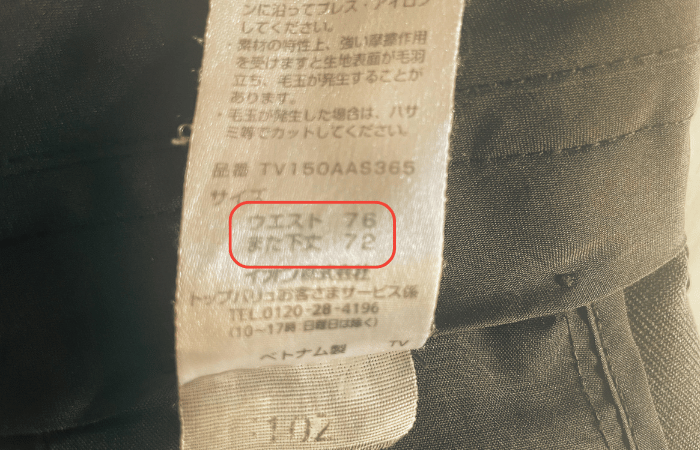 ンに沿ってプレス・アイロン
してください。
・素材の特性上、強い摩擦作用
を受けますと生地表面が毛羽
立ち、毛玉が発生することが
あります。
・毛玉が発生した場合は、ハサ
ミ等でカットしてください。
品番 TV150AAS365
サイズ
ウエスト 76
また下丈 72
イオン株式会社
トップバリュお客さまサービス係
TEL.0120-28-4196
(10～17時 日曜日は除く)
ベトナム製 TV
102